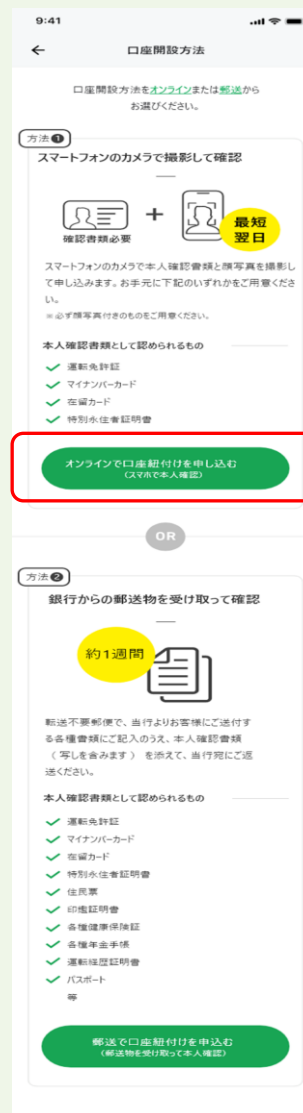 9:41
口座開設方法
口座開設方法をオンラインまたは郵送から
お選びください。
方法❶
スマートフォンのカメラで撮影して確認
確認書類必要
+
最短
翌日
スマートフォンのカメラで本人確認書類と顔写真を撮影し
て申し込みます。お手元に下記のいずれかをご用意くださ
い。
※必ず顔写真付きのものをご用意ください。
本人確認書類として認められるもの
運転免許証
マイナンバーカード
在留カード
特別永住者証明書
オンラインで口座紐付けを申し込む
(スマホで本人確認)
OR
方法❷
銀行からの郵送物を受け取って確認
約1週間
転送不要郵便で、当行よりお客様にご送付す
る各種書類にご記入のうえ、本人確認書類
（写しを含みます） を添えて、当行宛にご返
送ください。
本人確認書類として認められるもの
運転免許証
マイナンバーカード
在留カード
特別永住者証明書
住民票
印鑑証明書
各種健康保険証
各種年金手帳
運転経歴証明書
パスポート
等
郵送で口座紐付けを申込む
(郵送物を受け取って本人確認)